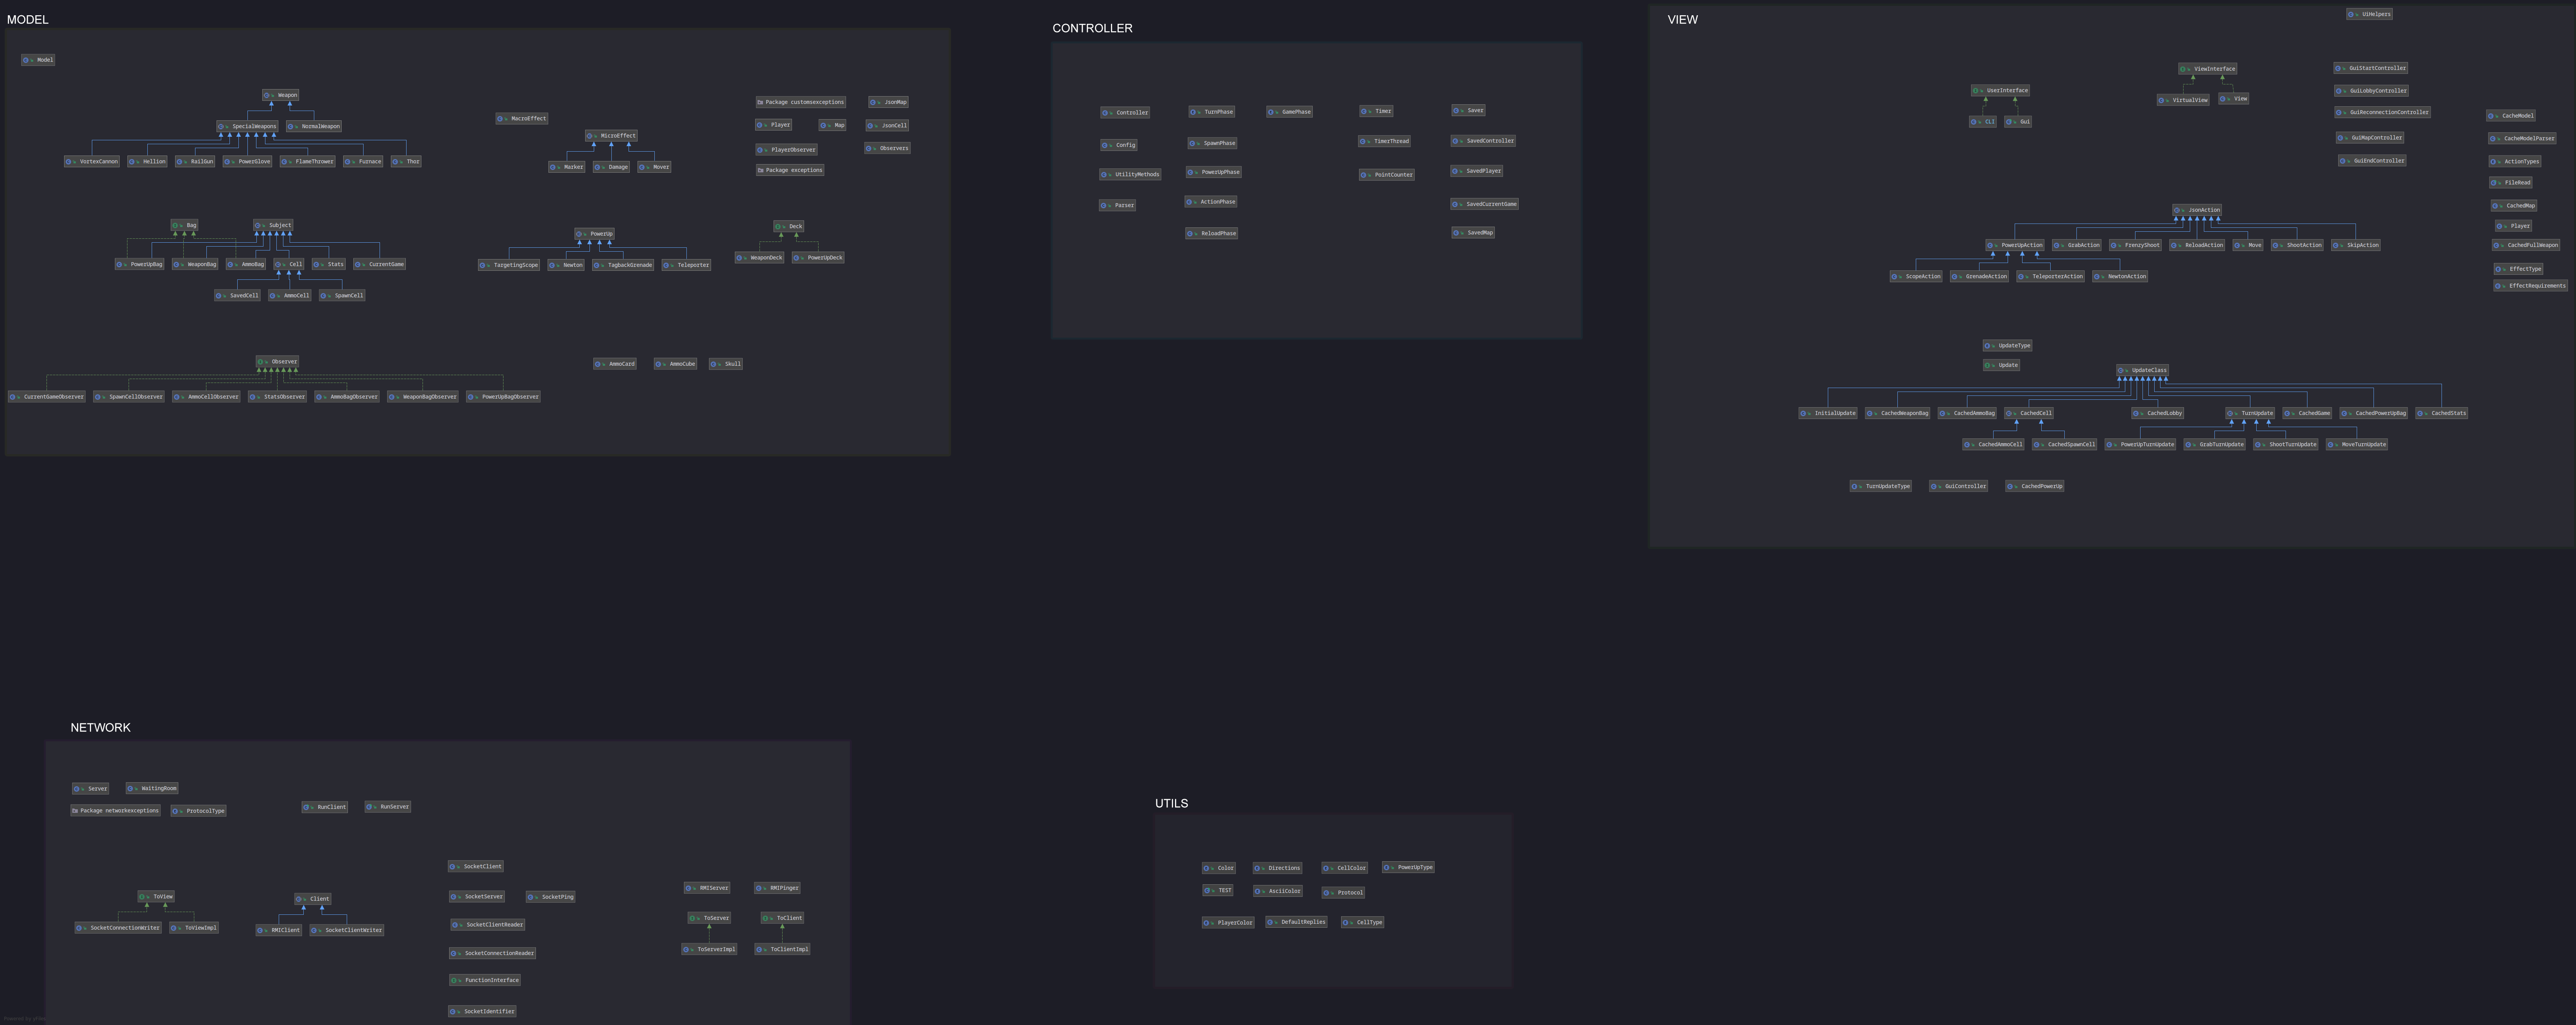 MODEL
Model
Weapon
SpecialWeapons
NormalWeapon
VortexCannon
Hellion
RailGun
PowerGlove
FlameThrower
Furnace
Thor
MacroEffect
MicroEffect
Marker
Damage
Mover
Package customsexceptions
JsonMap
Player
Map
JsonCell
PlayerObserver
Observers
Package exceptions
Bag
Subject
PowerUpBag
WeaponBag
AmmoBag
Cell
Stats
CurrentGame
SavedCell
AmmoCell
SpawnCell
PowerUp
TargetingScope
Newton
TagbackGrenade
Teleporter
Deck
WeaponDeck
PowerUpDeck
Observer
CurrentGameObserver
SpawnCellObserver
AmmoCellObserver
StatsObserver
AmmoBagObserver
WeaponBagObserver
PowerUpBagObserver
AmmoCard
AmmoCube
Skull
CONTROLLER
Controller
TurnPhase
GamePhase
Timer
Saver
Config
SpawnPhase
TimerThread
SavedController
UtilityMethods
PowerUpPhase
PointCounter
SavedPlayer
Parser
ActionPhase
SavedCurrentGame
ReloadPhase
SavedMap
VIEW
UiHelpers
ViewInterface
VirtualView
View
UserInterface
CLI
Gui
GuiStartController
GuiLobbyController
GuiReconnectionController
GuiMapController
GuiEndController
CacheModel
CacheModelParser
ActionTypes
FileRead
CachedMap
Player
CachedFullWeapon
EffectType
EffectRequirements
JsonAction
PowerUpAction
GrabAction
FrenzyShoot
ReloadAction
Move
ShootAction
SkipAction
ScopeAction
GrenadeAction
TeleporterAction
NewtonAction
UpdateType
Update
UpdateClass
InitialUpdate
CachedWeaponBag
CachedAmmoBag
CachedCell
CachedLobby
TurnUpdate
CachedGame
CachedPowerUpBag
CachedStats
CachedAmmoCell
CachedSpawnCell
PowerUpTurnUpdate
GrabTurnUpdate
ShootTurnUpdate
MoveTurnUpdate
TurnUpdateType
GuiController
CachedPowerUp
NETWORK
Server
WaitingRoom
Package networkexceptions
ProtocolType
RunClient
RunServer
ToView
SocketConnectionWriter
ToViewImpl
Client
RMIClient
SocketClientWriter
SocketClient
SocketServer
SocketPing
SocketClientReader
SocketConnectionReader
FunctionInterface
SocketIdentifier
RMIServer
RMIPinger
ToServer
ToClient
ToServerImpl
ToClientImpl
Powered by yFiles
UTILS
Color
Directions
CellColor
PowerUpType
TEST
AsciiColor
Protocol
PlayerColor
DefaultReplies
CellType